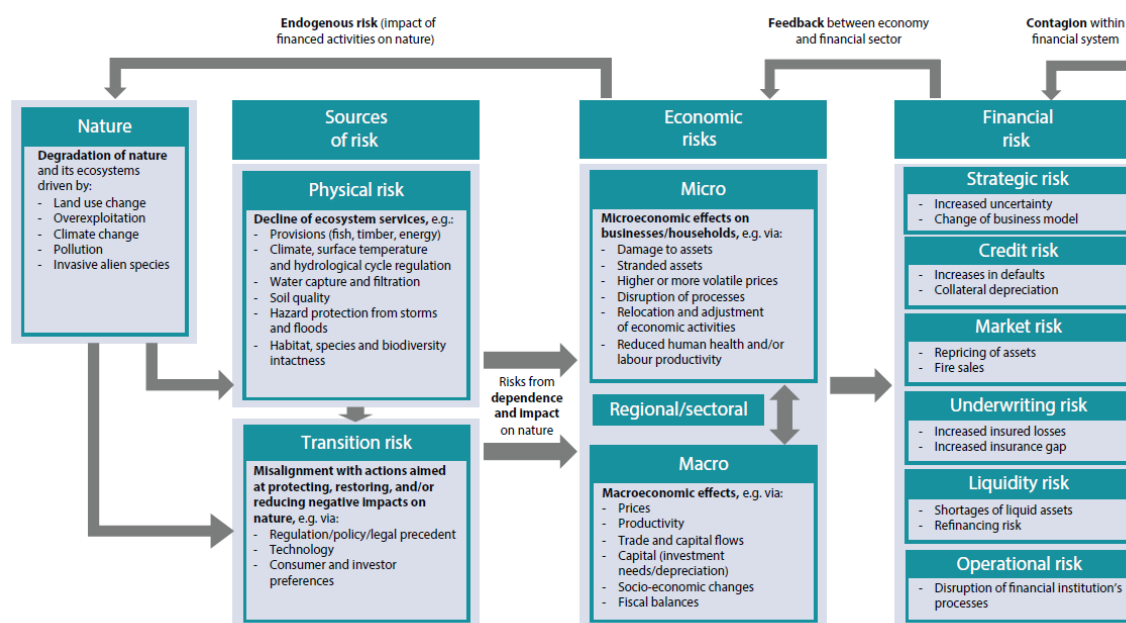 Endogenous risk (impact of
financed activities on nature)
Feedback between economy
and financial sector
Contagion within
financial system
Nature
Degradation of nature
and its ecosystems
driven by:
- Land use change
- Overexploitation
- Climate change
- Pollution
- Invasive alien species
Sources
of risk
Physical risk
Decline of ecosystem services, e.g.:
- Provisions (fish, timber, energy)
- Climate, surface temperature
and hydrological cycle regulation
- Water capture and filtration
- Soil quality
- Hazard protection from storms
and floods
- Habitat, species and biodiversity
intactness
Transition risk
Misalignment with actions aimed
at protecting, restoring, and/or
reducing negative impacts on
nature, e.g. via:
- Regulation/policy/legal precedent
- Technology
- Consumer and investor
preferences
Risks from
dependence
and impact
on nature
Economic
risks
Micro
Microeconomic effects on
businesses/households, e.g. via:
- Damage to assets
- Stranded assets
- Higher or more volatile prices
- Disruption of processes
- Relocation and adjustment
of economic activities
- Reduced human health and/or
labour productivity
Regional/sectoral
Macro
Macroeconomic effects, e.g. via:
- Prices
- Productivity
- Trade and capital flows
- Capital (investment
needs/depreciation)
- Socio-economic changes
- Fiscal balances
Financial
risk
Strategic risk
- Increased uncertainty
- Change of business model
Credit risk
- Increases in defaults
- Collateral depreciation
Market risk
- Repricing of assets
- Fire sales
Underwriting risk
- Increased insured losses
- Increased insurance gap
Liquidity risk
- Shortages of liquid assets
- Refinancing risk
Operational risk
- Disruption of financial institution's
processes